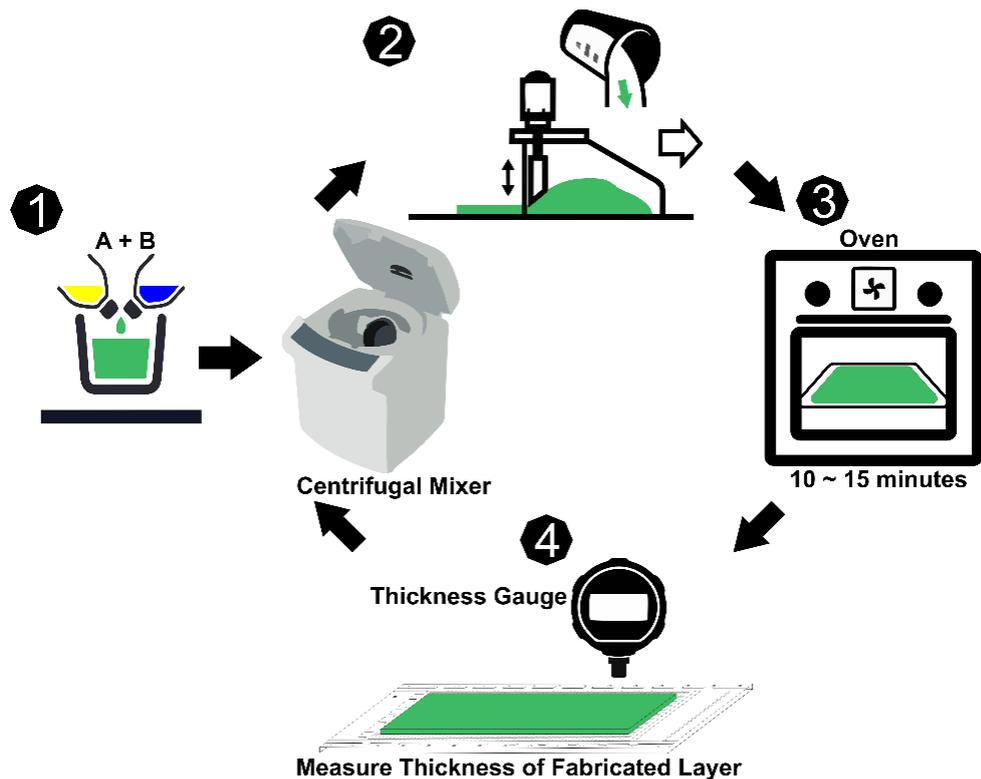 1
A + B
Centrifugal Mixer
2
3
Oven
10 ~ 15 minutes
4
Thickness Gauge
Measure Thickness of Fabricated Layer